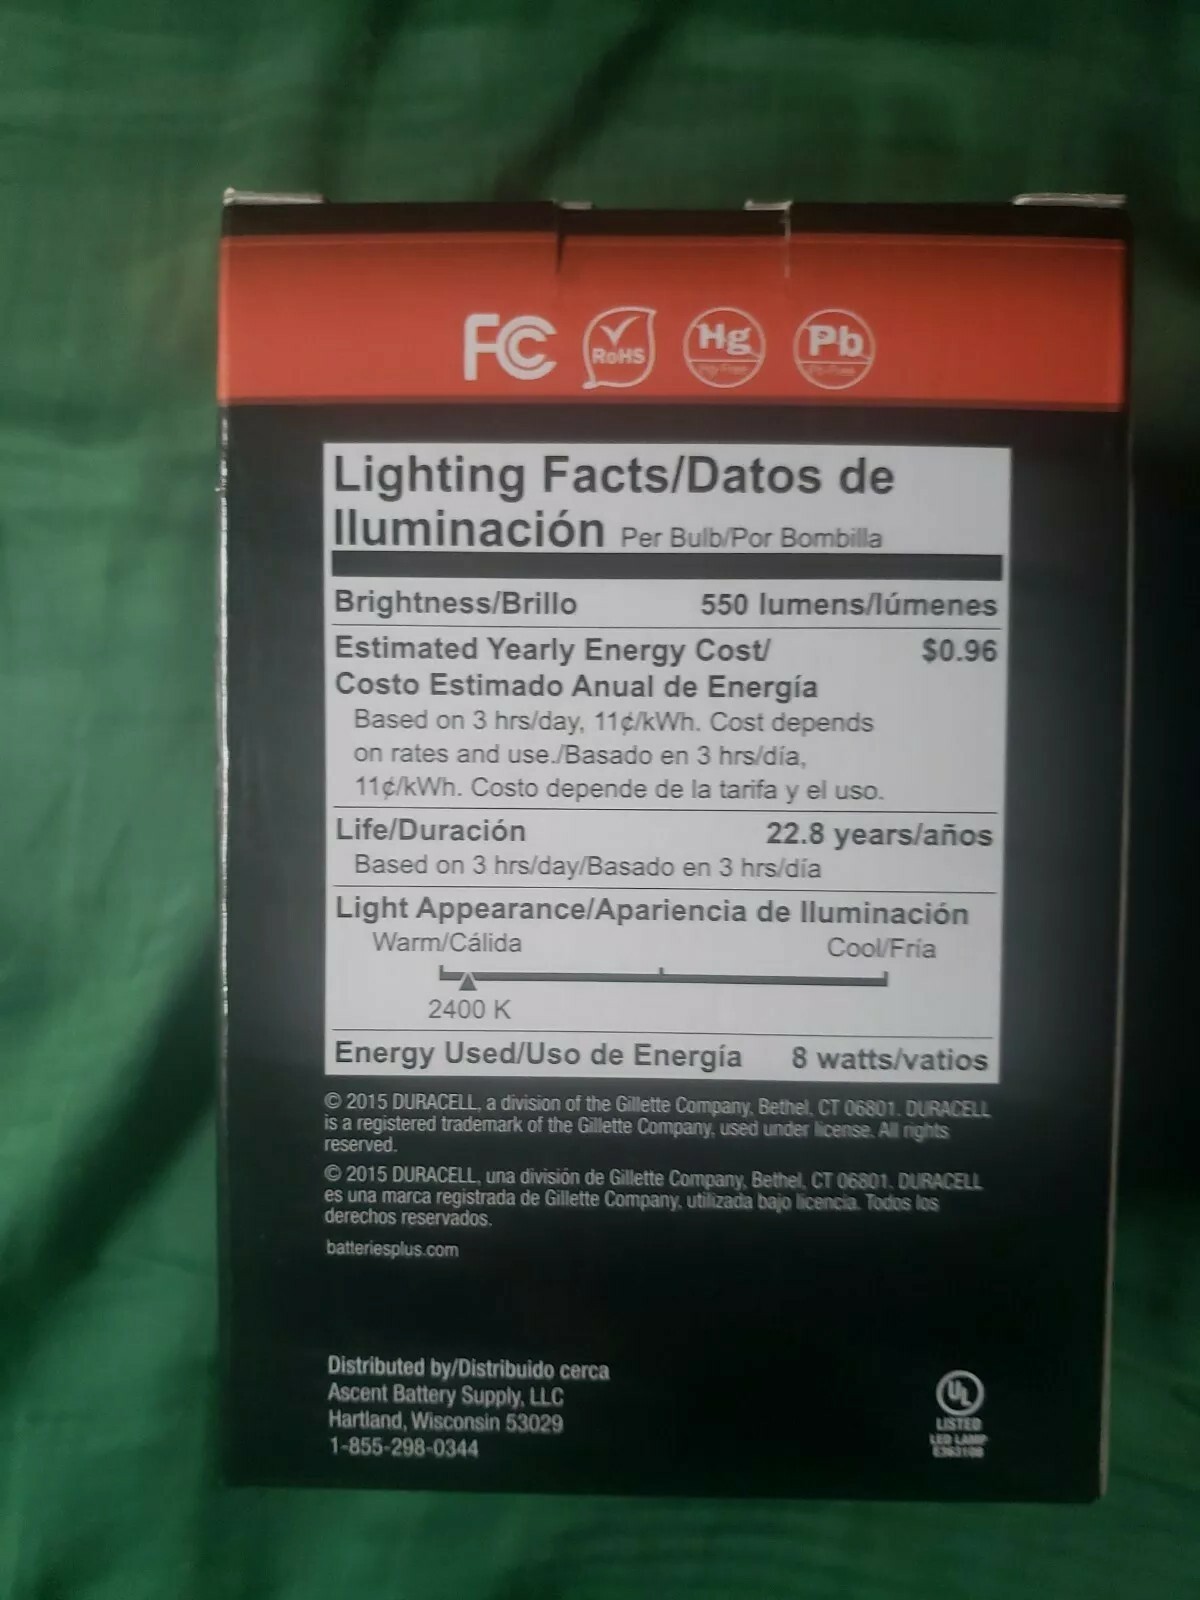 FC
RoHS
Hg
Pb
Lighting Facts/Datos de
Iluminación Per Bulb/Por Bombilla
Brightness/Brillo 550 lumens/lúmenes
Estimated Yearly Energy Cost/ $0.96
Costo Estimado Anual de Energía
Based on 3 hrs/day, 11¢/kWh. Cost depends
on rates and use./Basado en 3 hrs/día,
11¢/kWh. Costo depende de la tarifa y el uso.
Life/Duración 22.8 years/años
Based on 3 hrs/day/Basado en 3 hrs/día
Light Appearance/Apariencia de Iluminación
Warm/Cálida Cool/Fría
2400 K
Energy Used/Uso de Energía 8 watts/vatios
© 2015 DURACELL, a division of the Gillette Company, Bethel, CT 06801. DURACELL
is a registered trademark of the Gillette Company, used under license. All rights
reserved.
© 2015 DURACELL, una división de Gillette Company, Bethel, CT 06801. DURACELL
es una marca registrada de Gillette Company, utilizada bajo licencia. Todos los
derechos reservados.
batteriesplus.com
Distributed by/Distribuido cerca
Ascent Battery Supply, LLC
Hartland, Wisconsin 53029
1-855-298-0344
UL
LISTED
LED LAMP